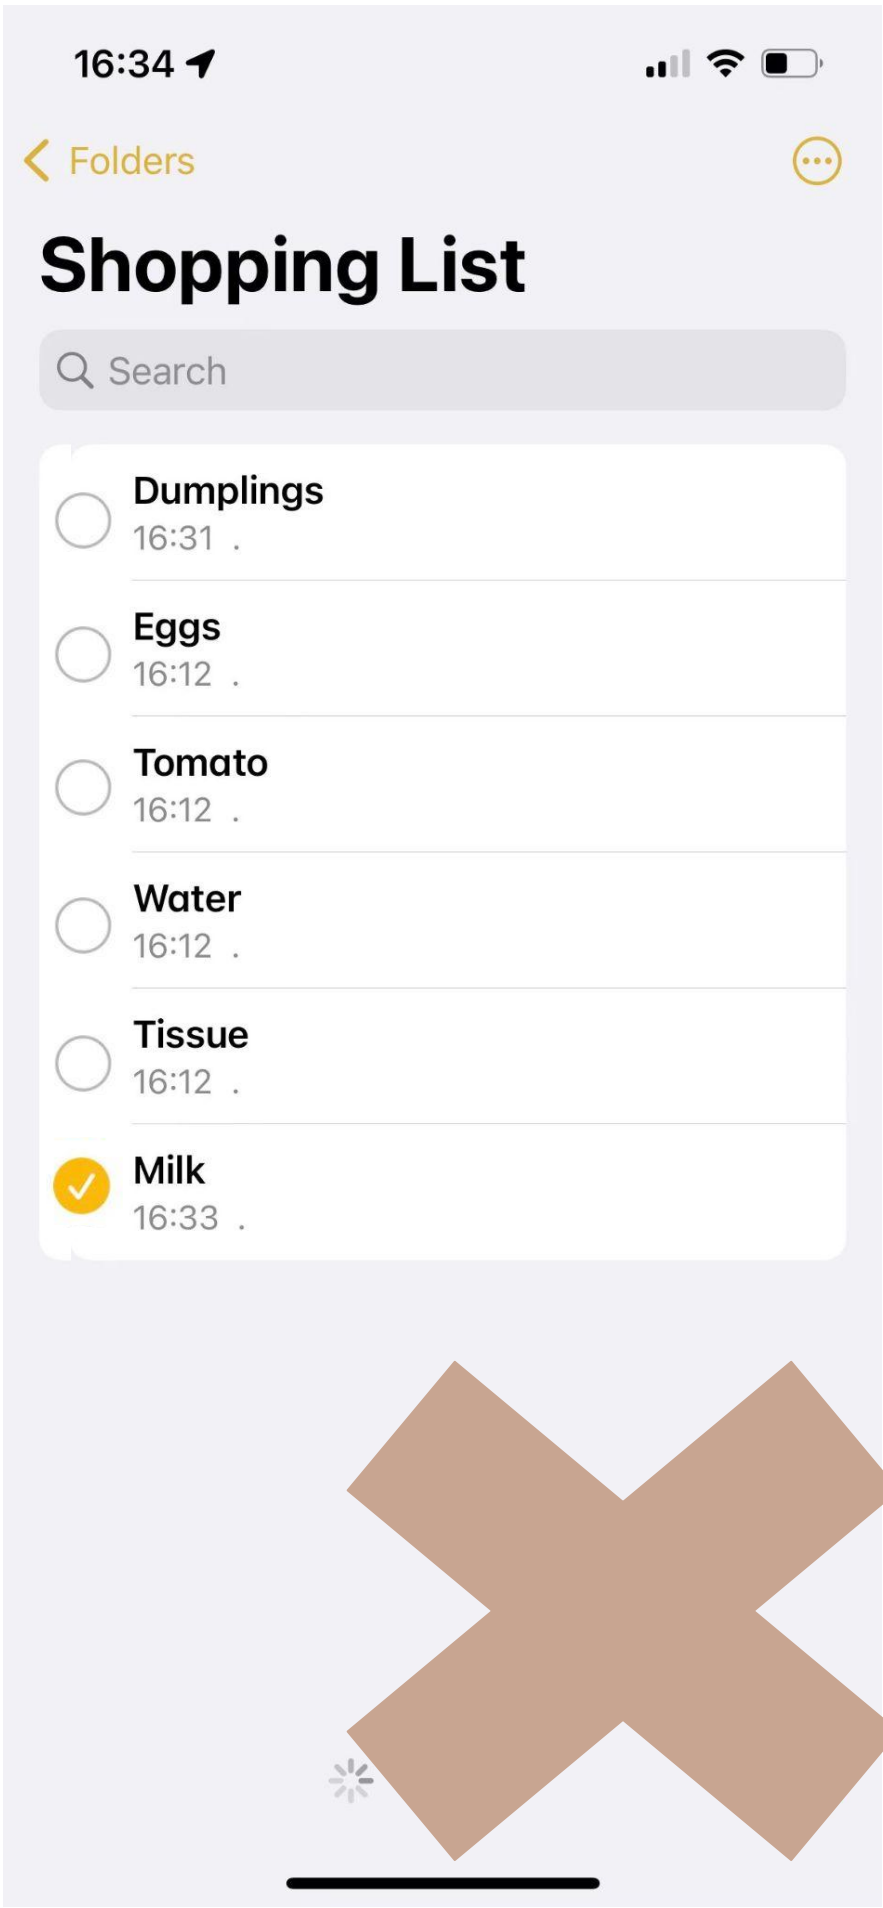 16:34
Folders
Shopping List
Search
Dumplings
16:31 .
Eggs
16:12 .
Tomato
16:12 .
Water
16:12 .
Tissue
16:12 .
Milk
16:33 .